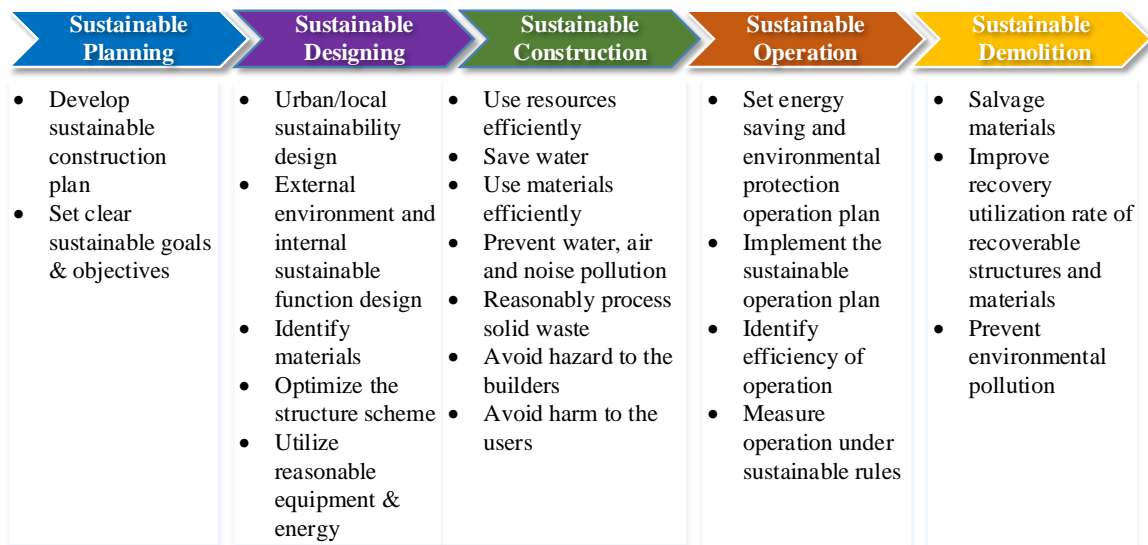 Sustainable
Planning
Sustainable
Designing
Sustainable
Construction
Sustainable
Operation
Sustainable
Demolition
• Develop
sustainable
construction
plan
• Set clear
sustainable goals
& objectives
• Urban/local
sustainability
design
• External
environment and
internal
sustainable
function design
• Identify
materials
• Optimize the
structure scheme
• Utilize
reasonable
equipment &
energy
• Use resources
efficiently
• Save water
• Use materials
efficiently
• Prevent water, air
and noise pollution
• Reasonably process
solid waste
• Avoid hazard to the
builders
• Avoid harm to the
users
• Set energy
saving and
environmental
protection
operation plan
• Implement the
sustainable
operation plan
• Identify
efficiency of
operation
• Measure
operation under
sustainable rules
• Salvage
materials
• Improve
recovery
utilization rate of
recoverable
structures and
materials
• Prevent
environmental
pollution